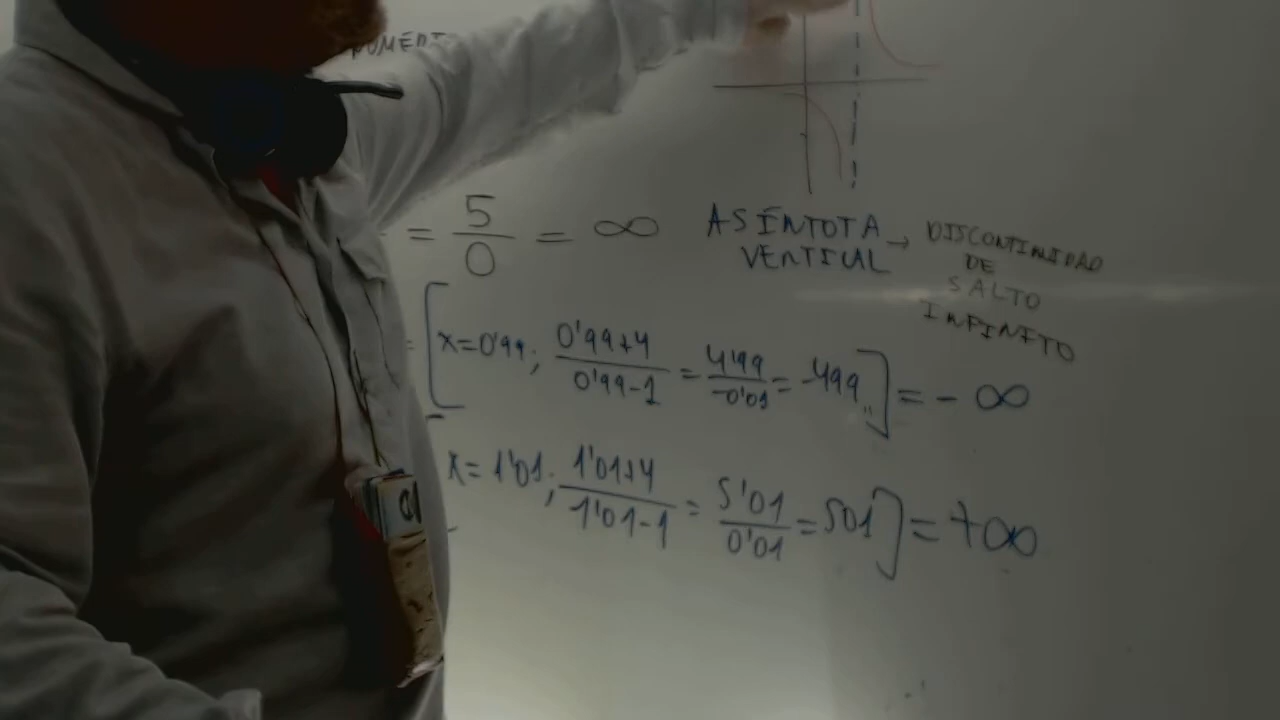 = 5/0 = ∞
ASÍNTOTA
VERTICAL → DISCONTINUIDAD
DE
SALTO
INFINITO
= [x=0'99; 0'99+4/0'99-1 = 4'99/-0'01 = -499] = -∞
x=1'01; 1'01+4/1'01-1 = 5'01/0'01 = 501] = +∞